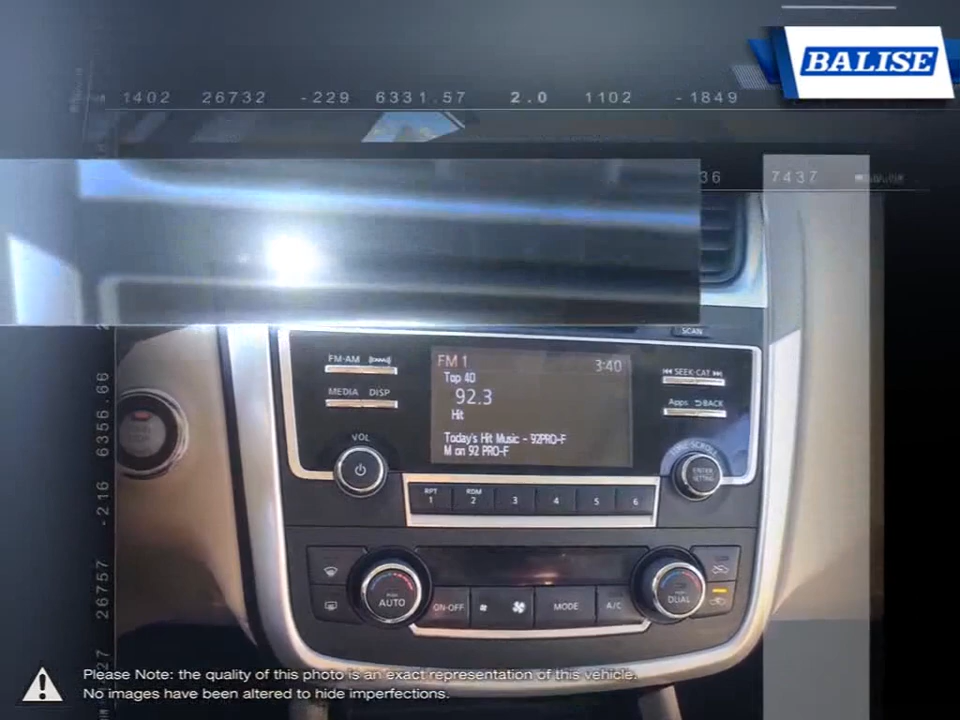 BALISE
1402 26732 -229 6331.57 2.0 1102 -1849
36 7437
SCAN
FM·AM
MEDIA DISP
FM 1 3:40
Top 40
92.3
Hit
Today's Hit Music - 92PRO-F
M on 92 PRO-F
SEEK·CAT
Apps BACK
VOL
TUNE·SCROLL
ENTER
SETTING
RPT RDM
1 2 3 4 5 6
6356.66
-216
26757
27
AUTO
ON·OFF
MODE
A/C
DUAL
Please Note: the quality of this photo is an exact representation of this vehicle.
No images have been altered to hide imperfections.